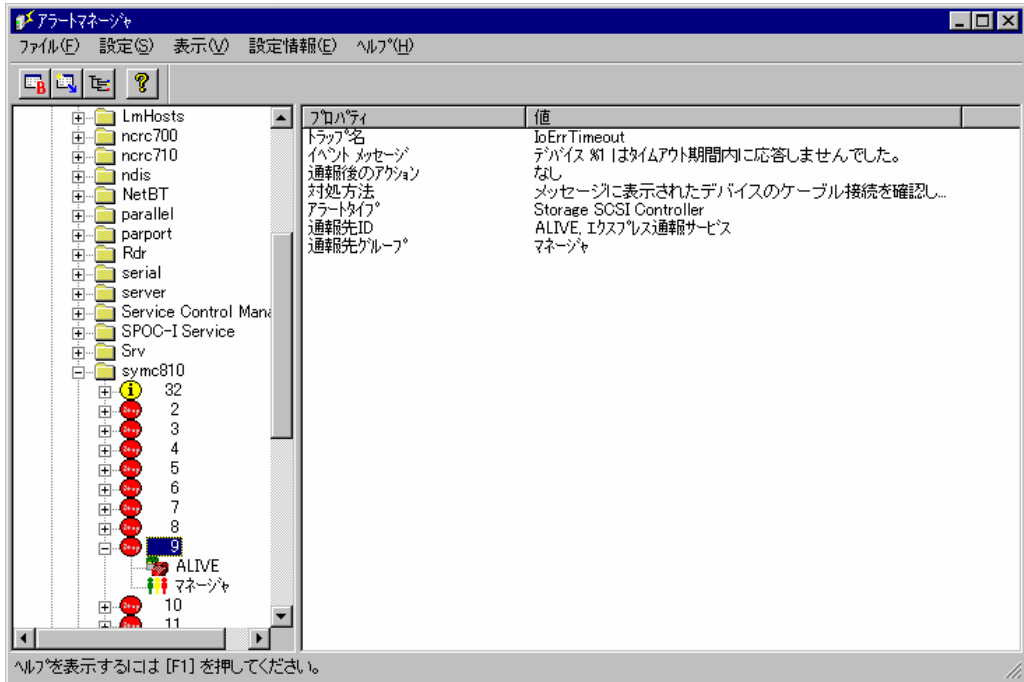 アラートマネージャ
ファイル(F) 設定(S) 表示(V) 設定情報(E) ヘルプ(H)
LmHosts
ncrc700
ncrc710
ndis
NetBT
parallel
parport
Rdr
serial
server
Service Control Mana
SPOC-I Service
Srv
symc810
32
2
3
4
5
6
7
8
9
ALIVE
マネージャ
10
11
プロパティ 値
トラップ名 IoErrTimeout
イベント メッセージ デバイス %1 はタイムアウト期間内に応答しませんでした。
通報後のアクション なし
対処方法 メッセージに表示されたデバイスのケーブル接続を確認し...
アラートタイプ Storage SCSI Controller
通報先ID ALIVE, エクスプレス通報サービス
通報先グループ マネージャ
ヘルプを表示するには [F1] を押してください。